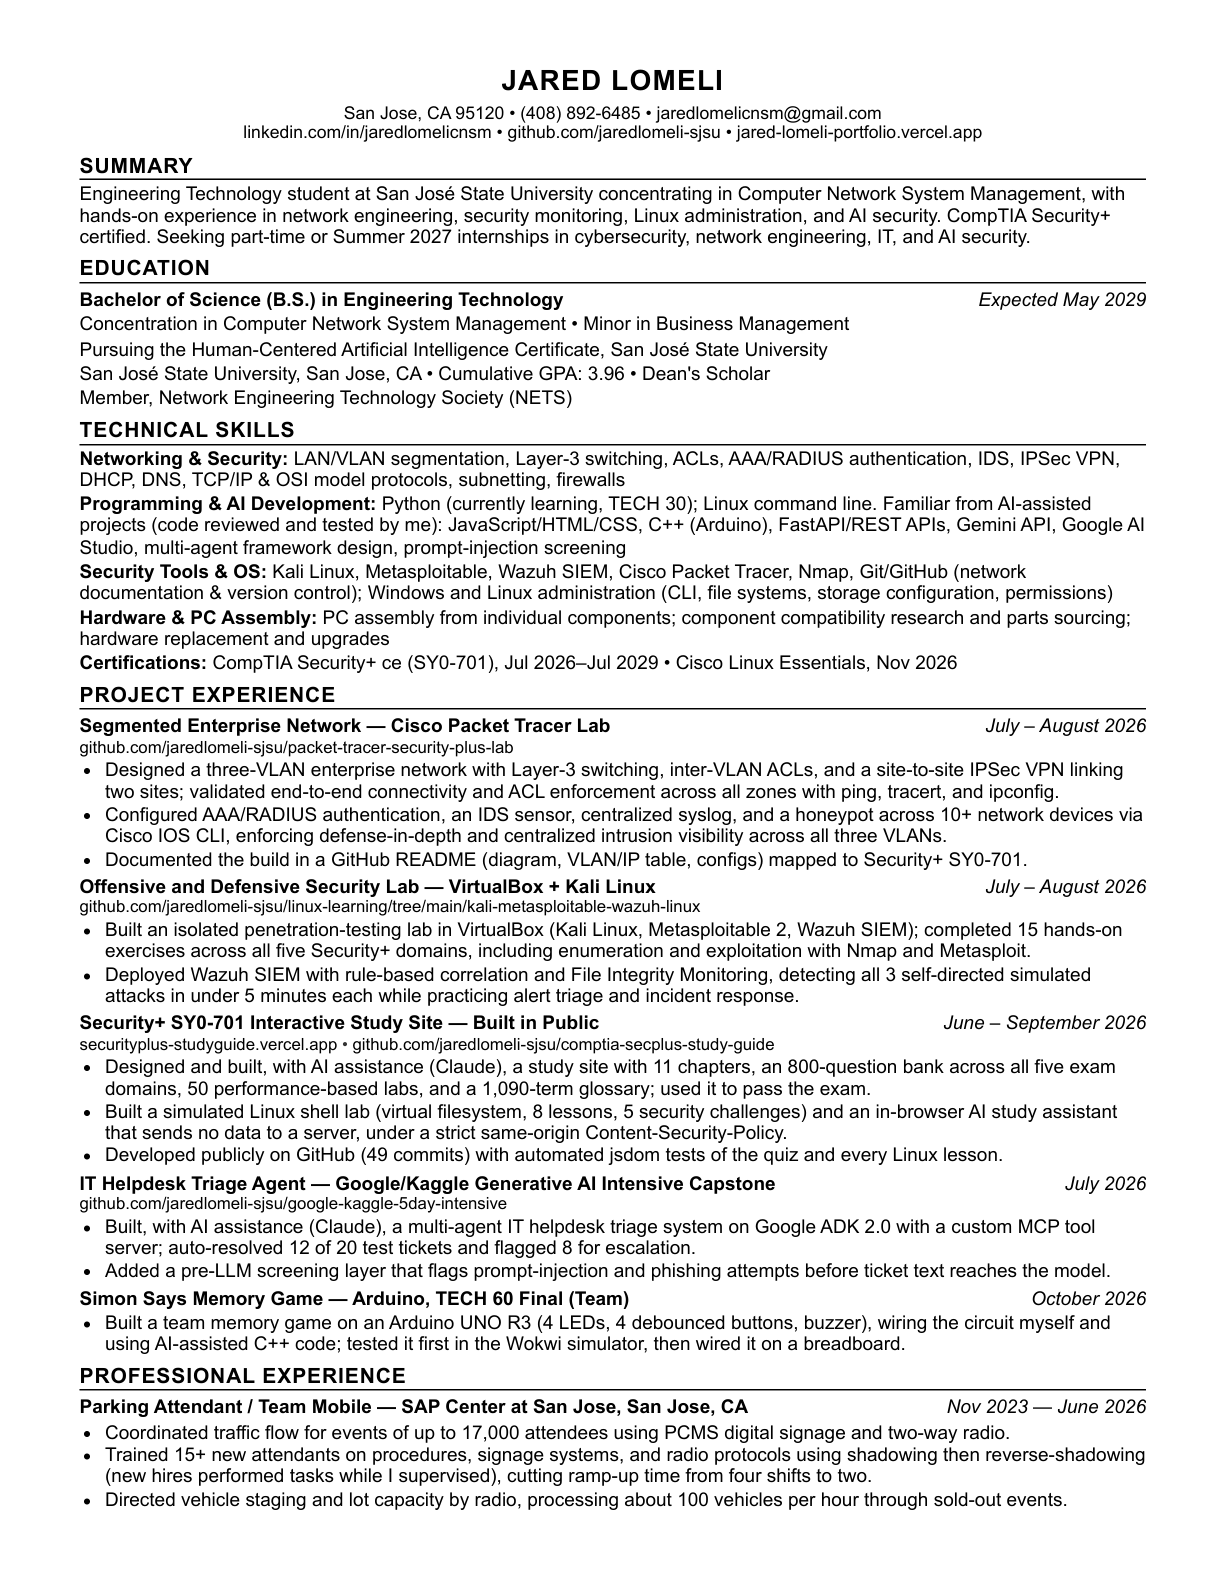 JARED LOMELI
San Jose, CA 95120 • (408) 892-6485 • jaredlomelicnsm@gmail.com
linkedin.com/in/jaredlomelicnsm • github.com/jaredlomeli-sjsu • jared-lomeli-portfolio.vercel.app
SUMMARY
Engineering Technology student at San José State University concentrating in Computer Network System Management, with
hands-on experience in network engineering, security monitoring, Linux administration, and AI security. CompTIA Security+
certified. Seeking part-time or Summer 2027 internships in cybersecurity, network engineering, IT, and AI security.
EDUCATION
Bachelor of Science (B.S.) in Engineering Technology Expected May 2029
Concentration in Computer Network System Management • Minor in Business Management
Pursuing the Human-Centered Artificial Intelligence Certificate, San José State University
San José State University, San Jose, CA • Cumulative GPA: 3.96 • Dean's Scholar
Member, Network Engineering Technology Society (NETS)
TECHNICAL SKILLS
Networking & Security: LAN/VLAN segmentation, Layer-3 switching, ACLs, AAA/RADIUS authentication, IDS, IPSec VPN,
DHCP, DNS, TCP/IP & OSI model protocols, subnetting, firewalls
Programming & AI Development: Python (currently learning, TECH 30); Linux command line. Familiar from AI-assisted
projects (code reviewed and tested by me): JavaScript/HTML/CSS, C++ (Arduino), FastAPI/REST APIs, Gemini API, Google AI
Studio, multi-agent framework design, prompt-injection screening
Security Tools & OS: Kali Linux, Metasploitable, Wazuh SIEM, Cisco Packet Tracer, Nmap, Git/GitHub (network
documentation & version control); Windows and Linux administration (CLI, file systems, storage configuration, permissions)
Hardware & PC Assembly: PC assembly from individual components; component compatibility research and parts sourcing;
hardware replacement and upgrades
Certifications: CompTIA Security+ ce (SY0-701), Jul 2026–Jul 2029 • Cisco Linux Essentials, Nov 2026
PROJECT EXPERIENCE
Segmented Enterprise Network — Cisco Packet Tracer Lab July – August 2026
github.com/jaredlomeli-sjsu/packet-tracer-security-plus-lab
• Designed a three-VLAN enterprise network with Layer-3 switching, inter-VLAN ACLs, and a site-to-site IPSec VPN linking
two sites; validated end-to-end connectivity and ACL enforcement across all zones with ping, tracert, and ipconfig.
• Configured AAA/RADIUS authentication, an IDS sensor, centralized syslog, and a honeypot across 10+ network devices via
Cisco IOS CLI, enforcing defense-in-depth and centralized intrusion visibility across all three VLANs.
• Documented the build in a GitHub README (diagram, VLAN/IP table, configs) mapped to Security+ SY0-701.
Offensive and Defensive Security Lab — VirtualBox + Kali Linux July – August 2026
github.com/jaredlomeli-sjsu/linux-learning/tree/main/kali-metasploitable-wazuh-linux
• Built an isolated penetration-testing lab in VirtualBox (Kali Linux, Metasploitable 2, Wazuh SIEM); completed 15 hands-on
exercises across all five Security+ domains, including enumeration and exploitation with Nmap and Metasploit.
• Deployed Wazuh SIEM with rule-based correlation and File Integrity Monitoring, detecting all 3 self-directed simulated
attacks in under 5 minutes each while practicing alert triage and incident response.
Security+ SY0-701 Interactive Study Site — Built in Public June – September 2026
securityplus-studyguide.vercel.app • github.com/jaredlomeli-sjsu/comptia-secplus-study-guide
• Designed and built, with AI assistance (Claude), a study site with 11 chapters, an 800-question bank across all five exam
domains, 50 performance-based labs, and a 1,090-term glossary; used it to pass the exam.
• Built a simulated Linux shell lab (virtual filesystem, 8 lessons, 5 security challenges) and an in-browser AI study assistant
that sends no data to a server, under a strict same-origin Content-Security-Policy.
• Developed publicly on GitHub (49 commits) with automated jsdom tests of the quiz and every Linux lesson.
IT Helpdesk Triage Agent — Google/Kaggle Generative AI Intensive Capstone July 2026
github.com/jaredlomeli-sjsu/google-kaggle-5day-intensive
• Built, with AI assistance (Claude), a multi-agent IT helpdesk triage system on Google ADK 2.0 with a custom MCP tool
server; auto-resolved 12 of 20 test tickets and flagged 8 for escalation.
• Added a pre-LLM screening layer that flags prompt-injection and phishing attempts before ticket text reaches the model.
Simon Says Memory Game — Arduino, TECH 60 Final (Team) October 2026
• Built a team memory game on an Arduino UNO R3 (4 LEDs, 4 debounced buttons, buzzer), wiring the circuit myself and
using AI-assisted C++ code; tested it first in the Wokwi simulator, then wired it on a breadboard.
PROFESSIONAL EXPERIENCE
Parking Attendant / Team Mobile — SAP Center at San Jose, San Jose, CA Nov 2023 — June 2026
• Coordinated traffic flow for events of up to 17,000 attendees using PCMS digital signage and two-way radio.
• Trained 15+ new attendants on procedures, signage systems, and radio protocols using shadowing then reverse-shadowing
(new hires performed tasks while I supervised), cutting ramp-up time from four shifts to two.
• Directed vehicle staging and lot capacity by radio, processing about 100 vehicles per hour through sold-out events.